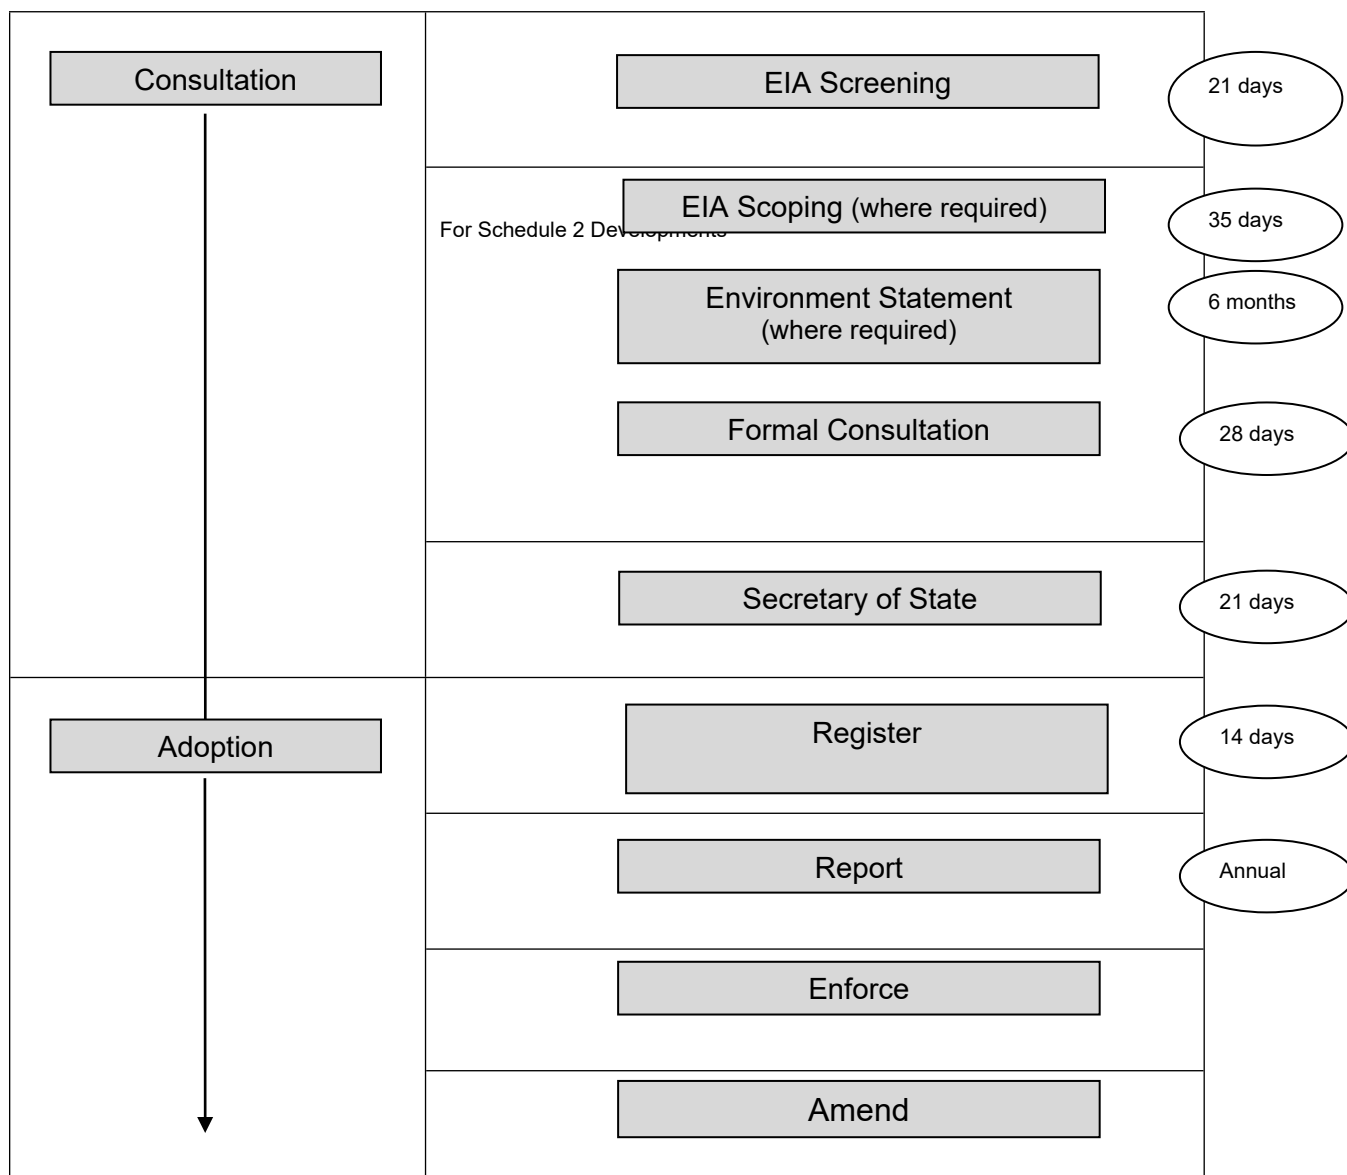 Consultation
EIA Screening
21 days
EIA Scoping (where required)
35 days
For Schedule 2 Developments
Environment Statement
(where required)
6 months
Formal Consultation
28 days
Secretary of State
21 days
Adoption
Register
14 days
Report
Annual
Enforce
Amend